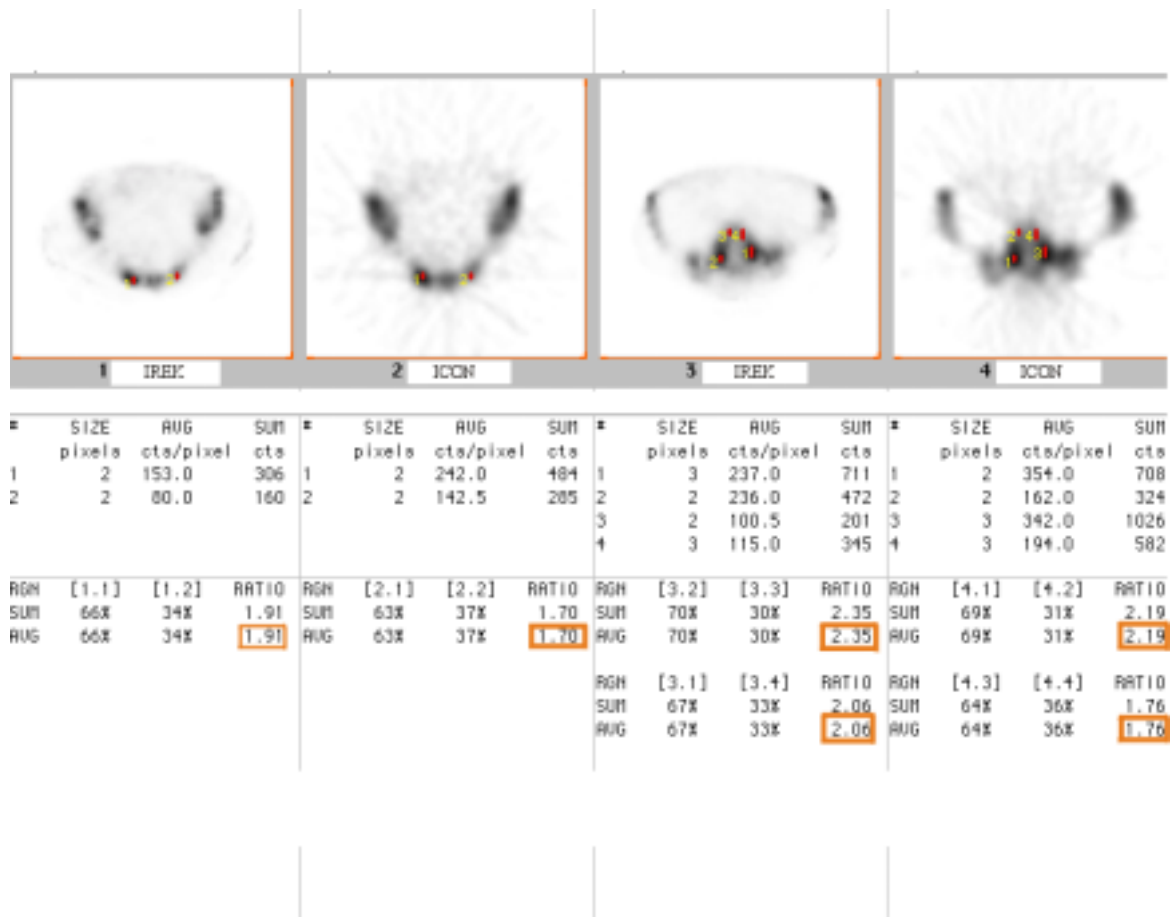 1 IREK 2 ICON 3 IREK 4 ICON
# SIZE AVG SUM # SIZE AVG SUM # SIZE AVG SUM # SIZE AVG SUM
pixels cts/pixel cts pixels cts/pixel cts pixels cts/pixel cts pixels cts/pixel cts
1 2 153.0 306 1 2 242.0 484 1 3 237.0 711 1 2 354.0 708
2 2 80.0 160 2 2 142.5 285 2 2 236.0 472 2 2 162.0 324
3 2 100.5 201 3 3 342.0 1026
4 3 115.0 345 4 3 194.0 582
RGN [1.1] [1.2] RATIO RGN [2.1] [2.2] RATIO RGN [3.2] [3.3] RATIO RGN [4.1] [4.2] RATIO
SUM 66% 34% 1.91 SUM 63% 37% 1.70 SUM 70% 30% 2.35 SUM 69% 31% 2.19
AVG 66% 34% 1.91 AVG 63% 37% 1.70 AVG 70% 30% 2.35 AVG 69% 31% 2.19
RGN [3.1] [3.4] RATIO RGN [4.3] [4.4] RATIO
SUM 67% 33% 2.06 SUM 64% 36% 1.76
AVG 67% 33% 2.06 AVG 64% 36% 1.76